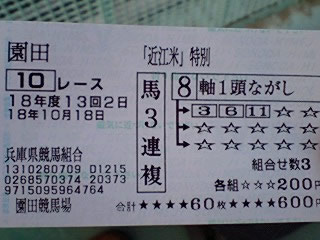 園田
「近江米」特別
10レース
18年度13回2日
18年10月18日
兵庫県競馬組合
1310280709 01215
0268570374 20373
9715095964764
園田競馬場
馬3連複
8 軸1頭ながし
3 6 11 ☆ ☆
☆ ☆ ☆ ☆ ☆
☆ ☆ ☆ ☆ ☆
組合せ数3
各組☆☆☆200円
合計 ★★★★60枚 ★★★★600円